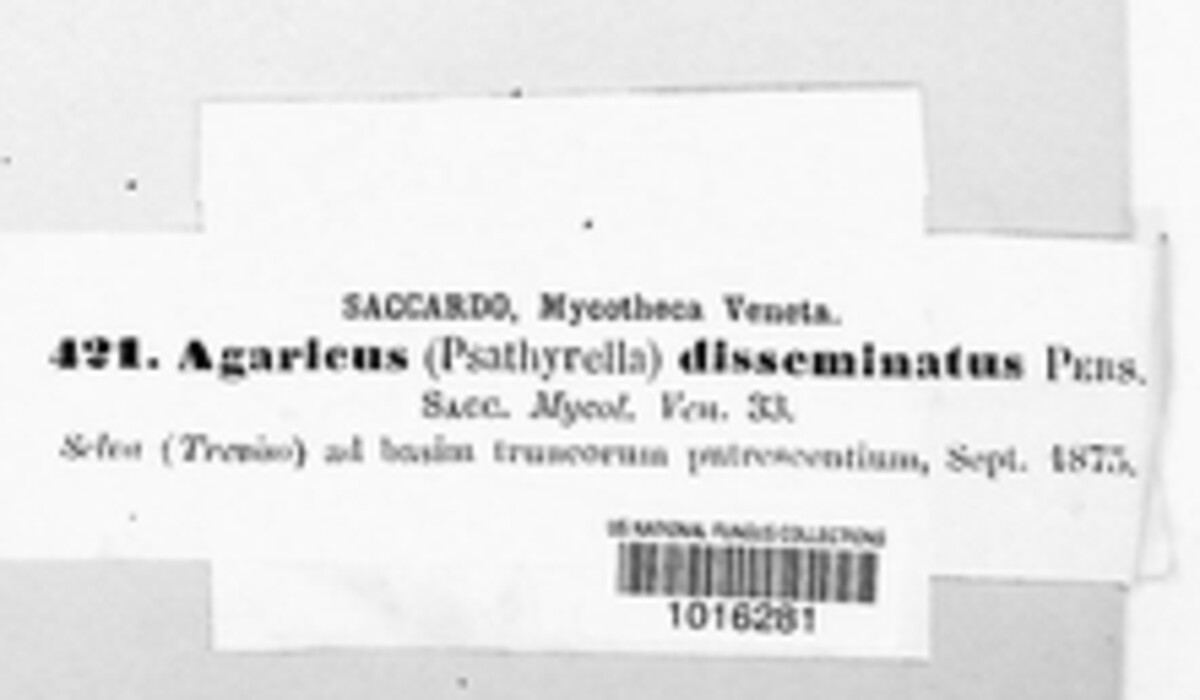 SACCARDO, Mycotheca Veneta.
421. Agaricus (Psathyrella) disseminatus PERS.
SACC. Mycol. Ven. 33.
Selva (Treviso) ad basim truncorum putrescentium, Sept. 1875.
US NATIONAL FUNGUS COLLECTIONS
1016281